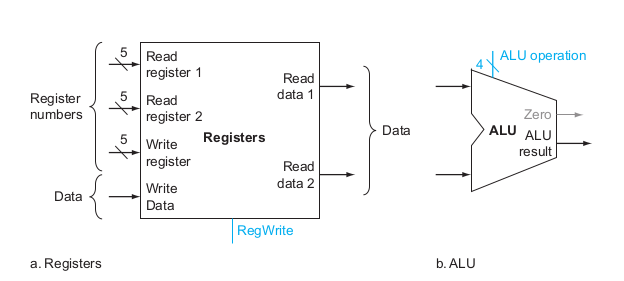 Register
numbers
Data
5
Read
register 1
5
Read
register 2
5
Write
register
Write
Data
Registers
Read
data 1
Read
data 2
RegWrite
Data
4
ALU operation
Zero
ALU
ALU
result
a. Registers
b. ALU